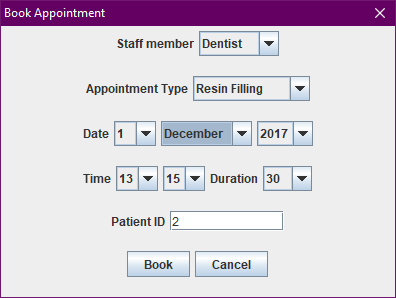 Book Appointment
Staff member Dentist
Appointment Type Resin Filling
Date 1 December 2017
Time 13 15 Duration 30
Patient ID 2
Book Cancel